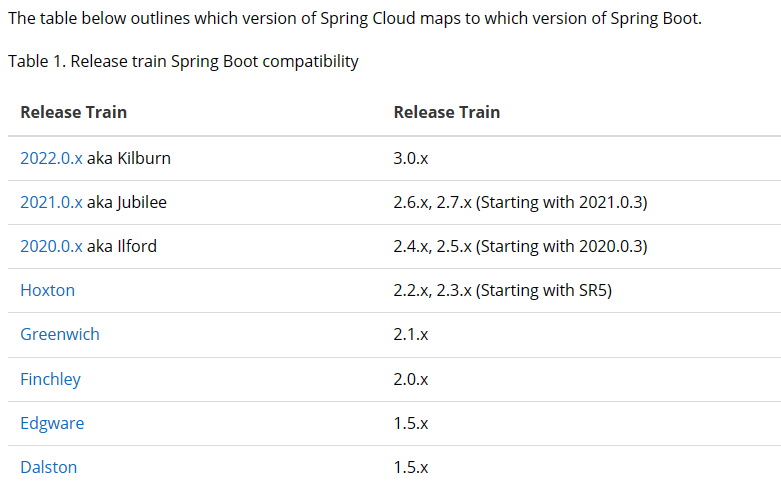 The table below outlines which version of Spring Cloud maps to which version of Spring Boot.
Table 1. Release train Spring Boot compatibility
Release Train Release Train
2022.0.x aka Kilburn 3.0.x
2021.0.x aka Jubilee 2.6.x, 2.7.x (Starting with 2021.0.3)
2020.0.x aka Ilford 2.4.x, 2.5.x (Starting with 2020.0.3)
Hoxton 2.2.x, 2.3.x (Starting with SR5)
Greenwich 2.1.x
Finchley 2.0.x
Edgware 1.5.x
Dalston 1.5.x